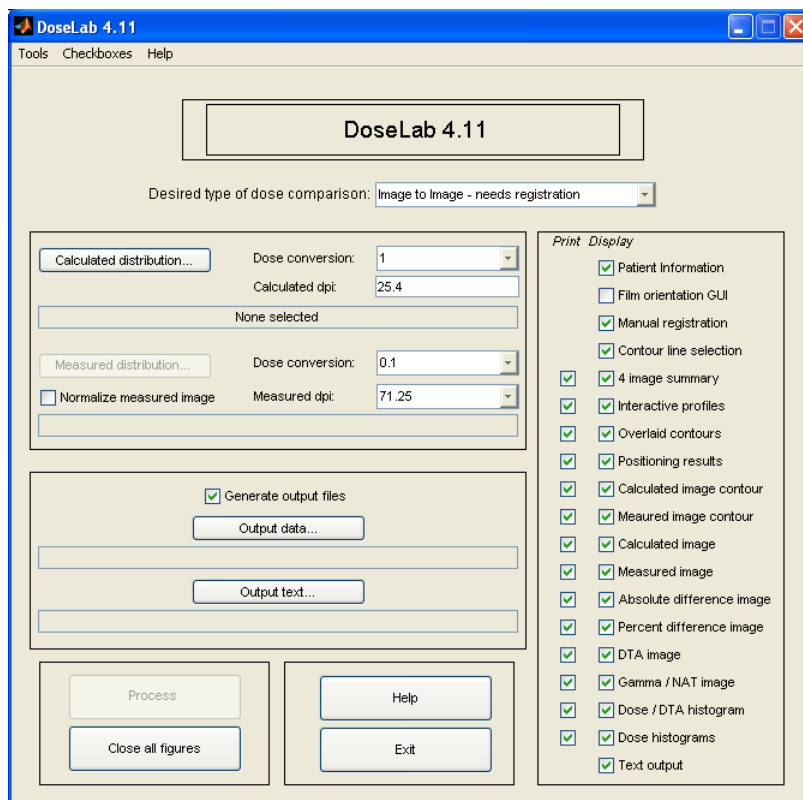 DoseLab 4.11
Tools Checkboxes Help
DoseLab 4.11
Desired type of dose comparison: Image to Image - needs registration
Calculated distribution... Dose conversion: 1
Calculated dpi: 25.4
None selected
Measured distribution... Dose conversion: 0.1
Normalize measured image Measured dpi: 71.25
Generate output files
Output data...
Output text...
Process
Close all figures
Help
Exit
Print Display
Patient Information
Film orientation GUI
Manual registration
Contour line selection
4 image summary
Interactive profiles
Overlaid contours
Positioning results
Calculated image contour
Meaured image contour
Calculated image
Measured image
Absolute difference image
Percent difference image
DTA image
Gamma / NAT image
Dose / DTA histogram
Dose histograms
Text output